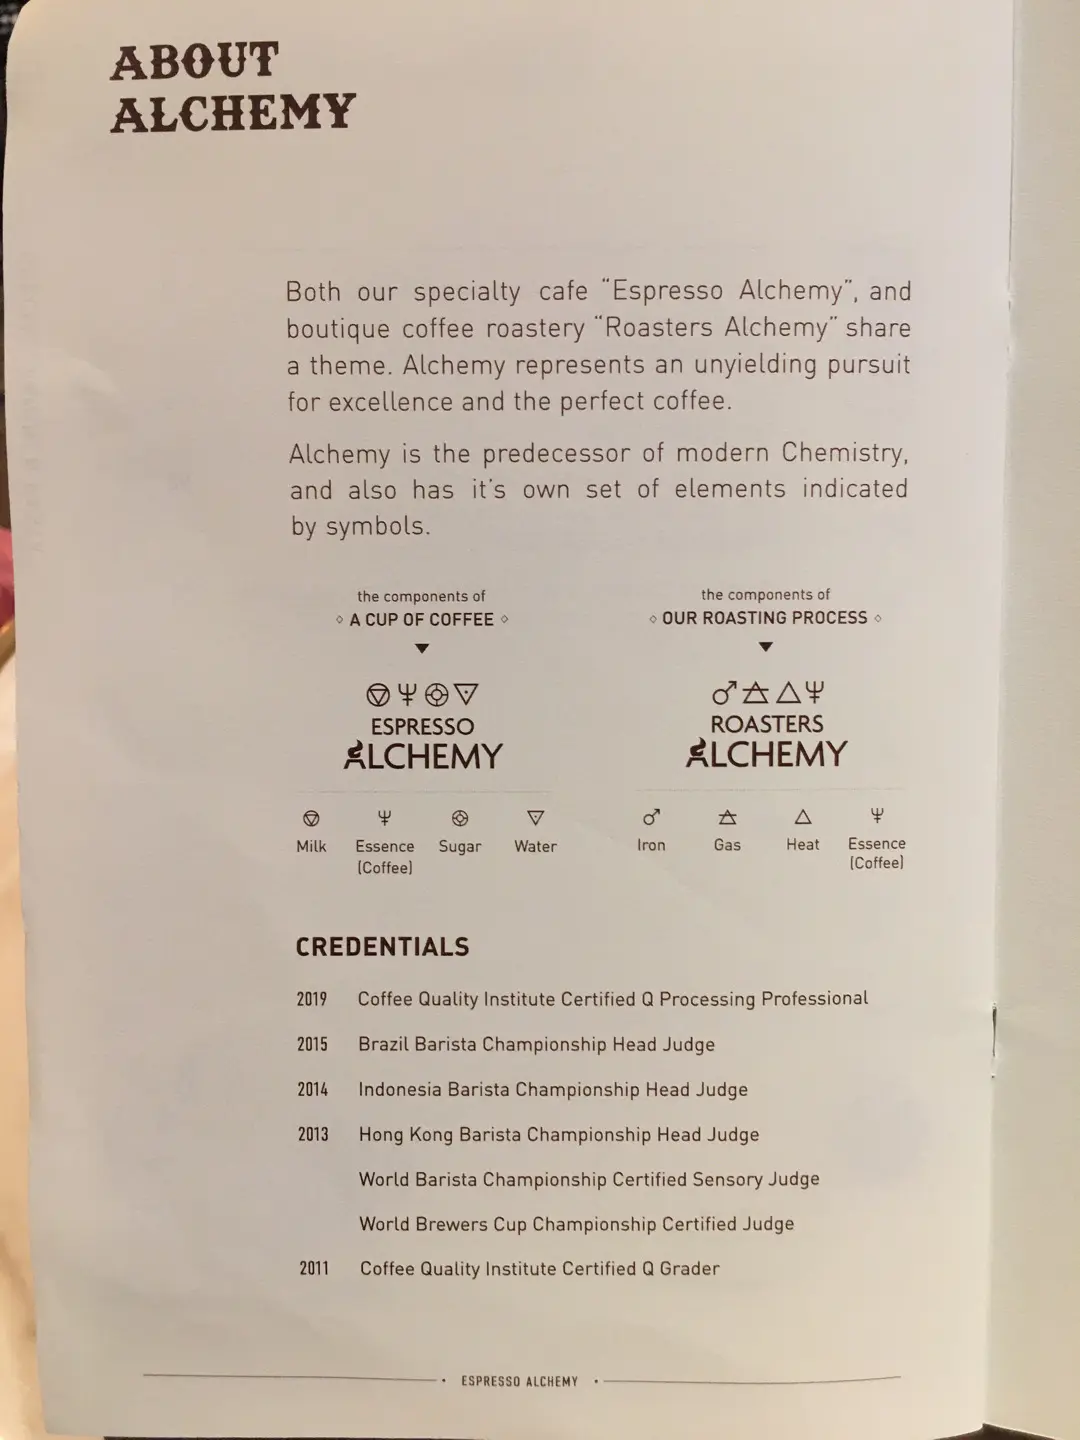 ABOUT
ALCHEMY
Both our specialty cafe “Espresso Alchemy”, and
boutique coffee roastery “Roasters Alchemy” share
a theme. Alchemy represents an unyielding pursuit
for excellence and the perfect coffee.
Alchemy is the predecessor of modern Chemistry,
and also has it's own set of elements indicated
by symbols.
the components of
A CUP OF COFFEE
ESPRESSO
ALCHEMY
Milk Essence Sugar Water
(Coffee)
the components of
OUR ROASTING PROCESS
ROASTERS
ALCHEMY
Iron Gas Heat Essence
(Coffee)
CREDENTIALS
2019 Coffee Quality Institute Certified Q Processing Professional
2015 Brazil Barista Championship Head Judge
2014 Indonesia Barista Championship Head Judge
2013 Hong Kong Barista Championship Head Judge
World Barista Championship Certified Sensory Judge
World Brewers Cup Championship Certified Judge
2011 Coffee Quality Institute Certified Q Grader
ESPRESSO ALCHEMY